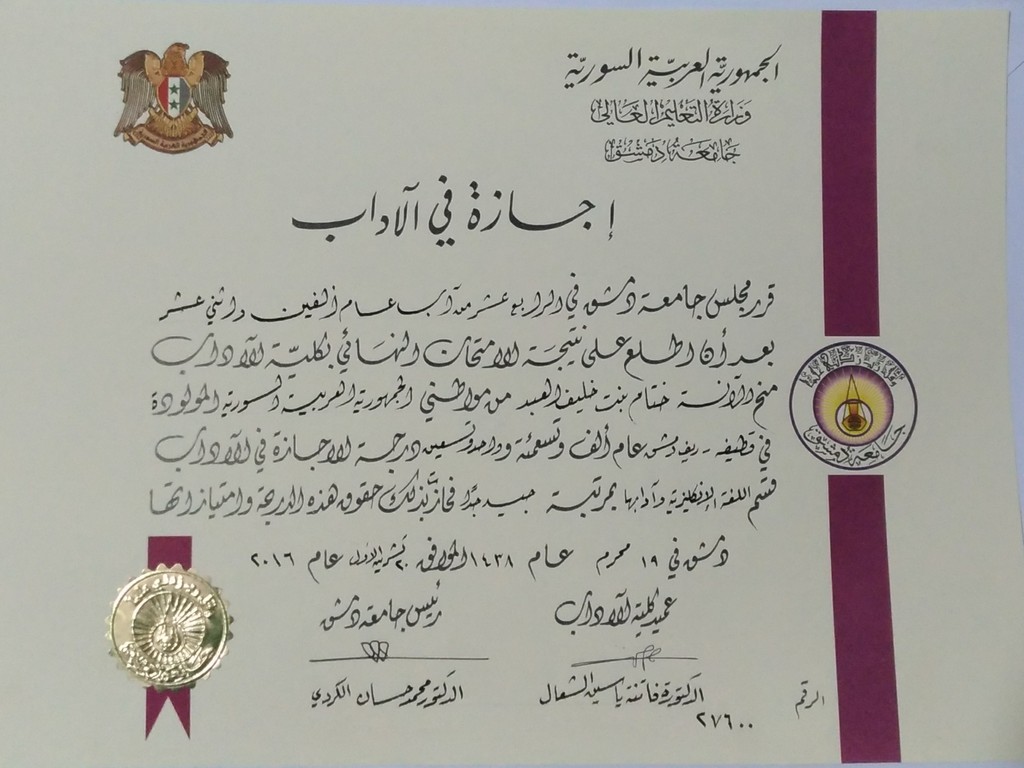 الجمهورية العربية السورية
وزارة التعليم العالي
جامعة دمشق
إجازة في الآداب
قرر مجلس جامعة دمشق في الرابع عشر من آب عام ألفين واثني عشر
بعد أن اطلع على نتيجة الامتحان النهائي بكلية الآداب
منح الآنسة ختام بنت خليف العبد من مواطني الجمهورية العربية السورية المولودة
في قطيفة - ريف دمشق عام ألف وتسعمئة وواحد وتسعين درجة الاجازة في الآداب
قسم اللغة الإنكليزية وآدابها بمرتبة جيد جدا فحاز بذلك حقوق هذه الدرجة وامتيازاتها
دمشق في ١٩ محرم عام ١٤٣٨ الموافق ٢٠ تشرين الأول عام ٢٠١٦
عميد كلية الآداب
رئيس جامعة دمشق
الدكتورة فاتنة ياسين الشعال
الدكتور محمد حسان الكردي
الرقم
٢٧٦٠٠
جامعة دمشق